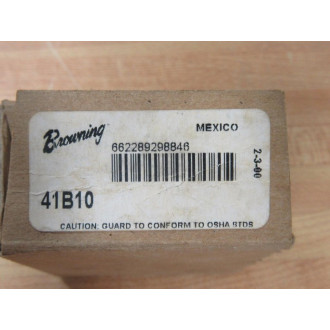 Browning
MEXICO
662289298846
2-3-00
41B10
CAUTION: GUARD TO CONFORM TO OSHA STDS